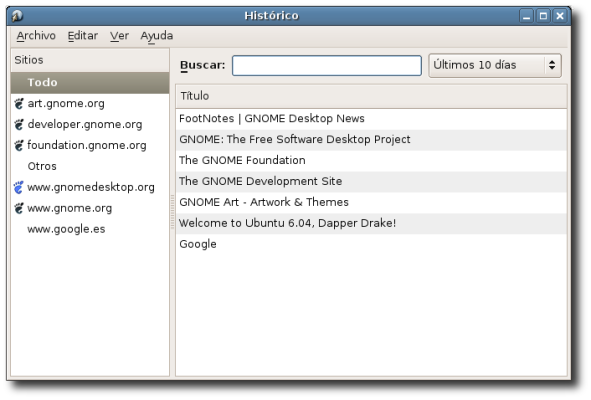 Histórico
Archivo Editar Ver Ayuda
Sitios
Todo
art.gnome.org
developer.gnome.org
foundation.gnome.org
Otros
www.gnomedesktop.org
www.gnome.org
www.google.es
Buscar: Últimos 10 días
Título
FootNotes | GNOME Desktop News
GNOME: The Free Software Desktop Project
The GNOME Foundation
The GNOME Development Site
GNOME Art - Artwork & Themes
Welcome to Ubuntu 6.04, Dapper Drake!
Google